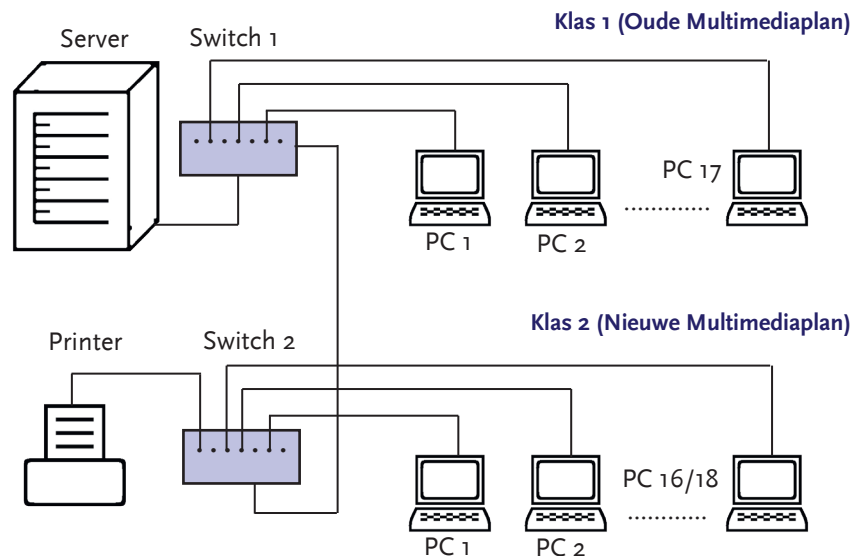 Klas 1 (Oude Multimediaplan)
Server
Switch 1
PC 17
.............
PC 1
PC 2
Klas 2 (Nieuwe Multimediaplan)
Printer
Switch 2
PC 16/18
.............
PC 1
PC 2